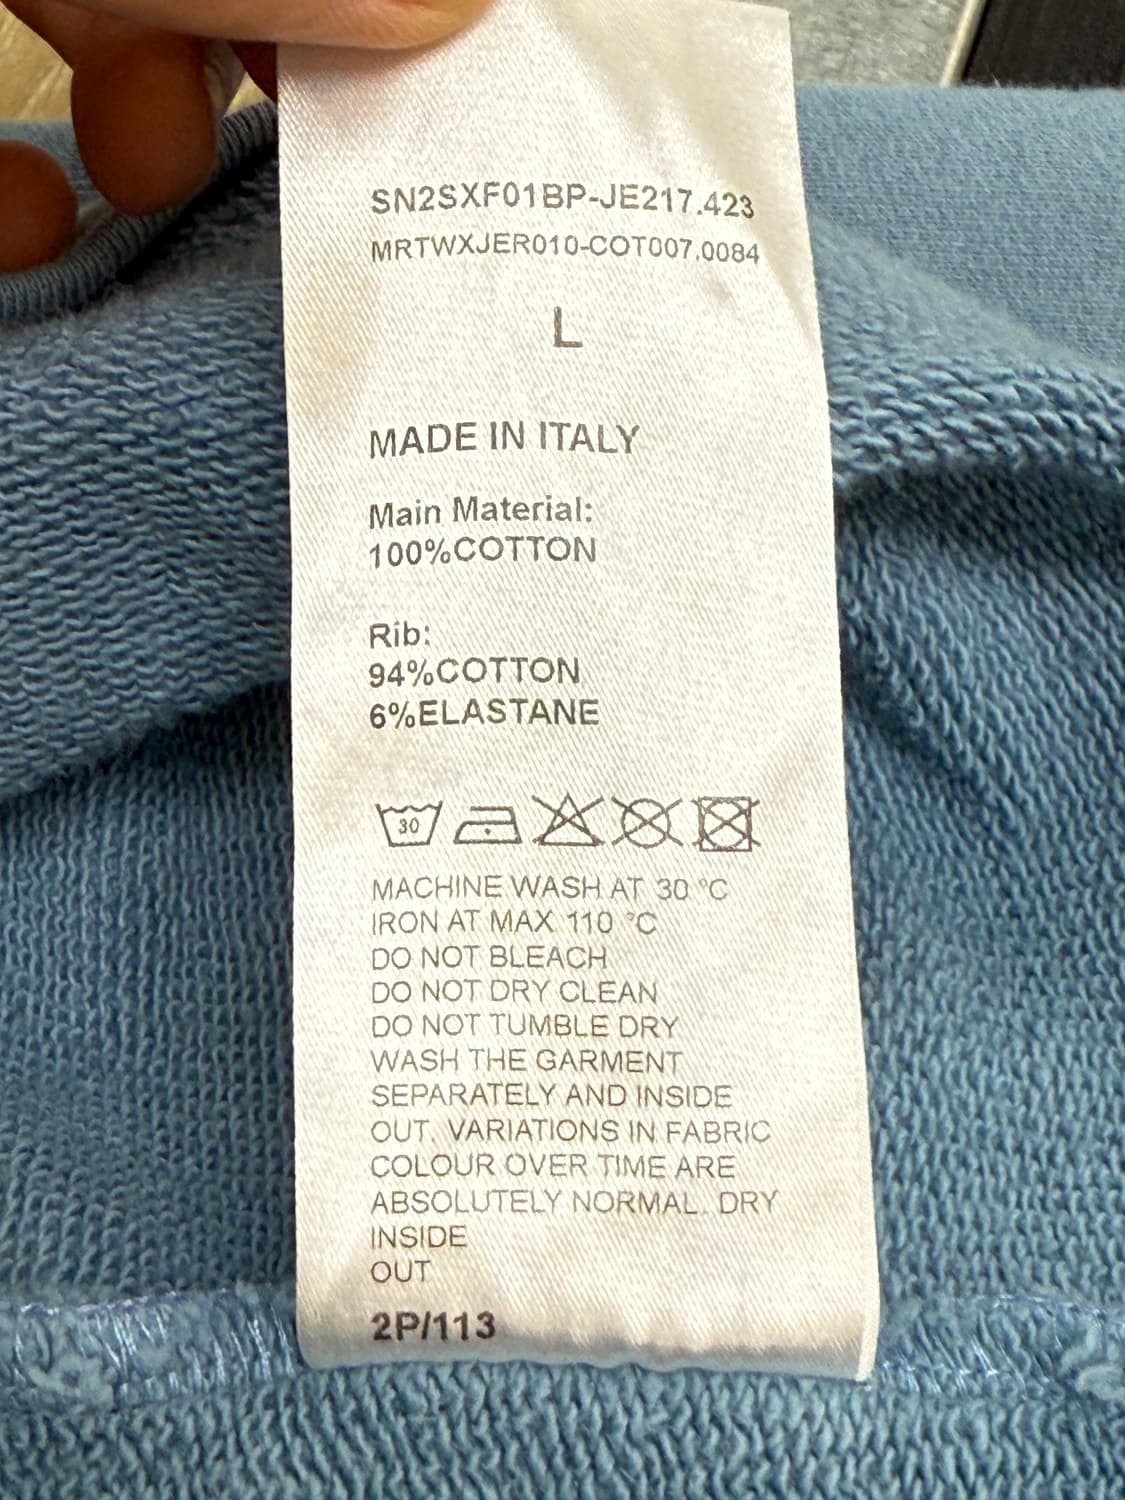 SN2SXF01BP-JE217.423
MRTWXJER010-COT007.0084
L
MADE IN ITALY
Main Material:
100%COTTON
Rib:
94%COTTON
6%ELASTANE
30
MACHINE WASH AT 30 °C
IRON AT MAX 110 °C
DO NOT BLEACH
DO NOT DRY CLEAN
DO NOT TUMBLE DRY
WASH THE GARMENT
SEPARATELY AND INSIDE
OUT. VARIATIONS IN FABRIC
COLOUR OVER TIME ARE
ABSOLUTELY NORMAL. DRY
INSIDE
OUT
2P/113